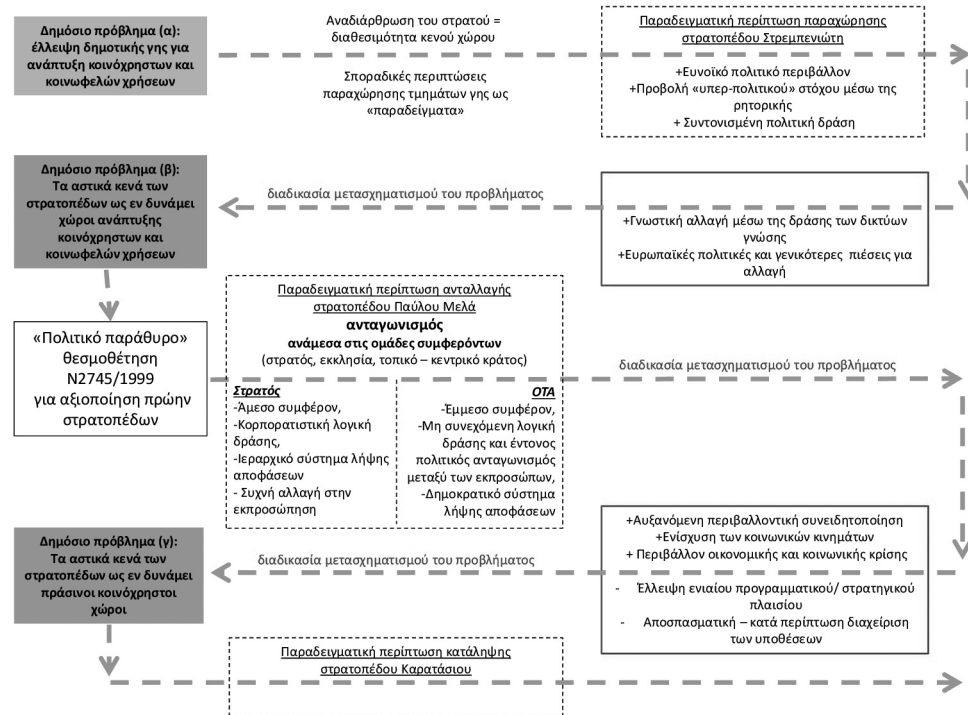 Δημόσιο πρόβλημα (α):
έλλειψη δημοτικής γης για
ανάπτυξη κοινόχρηστων και
κοινωφελών χρήσεων
Αναδιάρθρωση του στρατού =
διαθεσιμότητα κενού χώρου
Σποραδικές περιπτώσεις
παραχώρησης τμημάτων γης ως
«παραδείγματα»
Παραδειγματική περίπτωση παραχώρησης
στρατοπέδου Στρεμπενιώτη
+Ευνοϊκό πολιτικό περιβάλλον
+Προβολή «υπερ-πολιτικού» στόχου μέσω της
ρητορικής
+ Συντονισμένη πολιτική δράση
Δημόσιο πρόβλημα (β):
Τα αστικά κενά των
στρατοπέδων ως εν δυνάμει
χώροι ανάπτυξης
κοινόχρηστων και
κοινωφελών χρήσεων
διαδικασία μετασχηματισμού του προβλήματος
+Γνωστική αλλαγή μέσω της δράσης των δικτύων
γνώσης
+Ευρωπαϊκές πολιτικές και γενικότερες πιέσεις για
αλλαγή
«Πολιτικό παράθυρο»
θεσμοθέτηση
Ν2745/1999
για αξιοποίηση πρώην
στρατοπέδων
Παραδειγματική περίπτωση ανταλλαγής
στρατοπέδου Παύλου Μελά
ανταγωνισμός
ανάμεσα στις ομάδες συμφερόντων
(στρατός, εκκλησία, τοπικό – κεντρικό κράτος)
Στρατός
-Άμεσο συμφέρον,
-Κορπορατιστική λογική
δράσης,
-Ιεραρχικό σύστημα λήψης
αποφάσεων
- Συχνή αλλαγή στην
εκπροσώπηση
ΟΤΑ
-Έμμεσο συμφέρον,
-Μη συνεχόμενη λογική
δράσης και έντονος
πολιτικός ανταγωνισμός
μεταξύ των εκπροσώπων,
-Δημοκρατικό σύστημα
λήψης αποφάσεων
διαδικασία μετασχηματισμού του προβλήματος
Δημόσιο πρόβλημα (γ):
Τα αστικά κενά των
στρατοπέδων ως εν δυνάμει
πράσινοι κοινόχρηστοι
χώροι
διαδικασία μετασχηματισμού του προβλήματος
+Αυξανόμενη περιβαλλοντική συνειδητοποίηση
+Ενίσχυση των κοινωνικών κινημάτων
+ Περιβάλλον οικονομικής και κοινωνικής κρίσης
- Έλλειψη ενιαίου προγραμματικού/ στρατηγικού
πλαισίου
- Αποσπασματική – κατά περίπτωση διαχείριση
των υποθέσεων
Παραδειγματική περίπτωση κατάληψης
στρατοπέδου Καρατάσιου